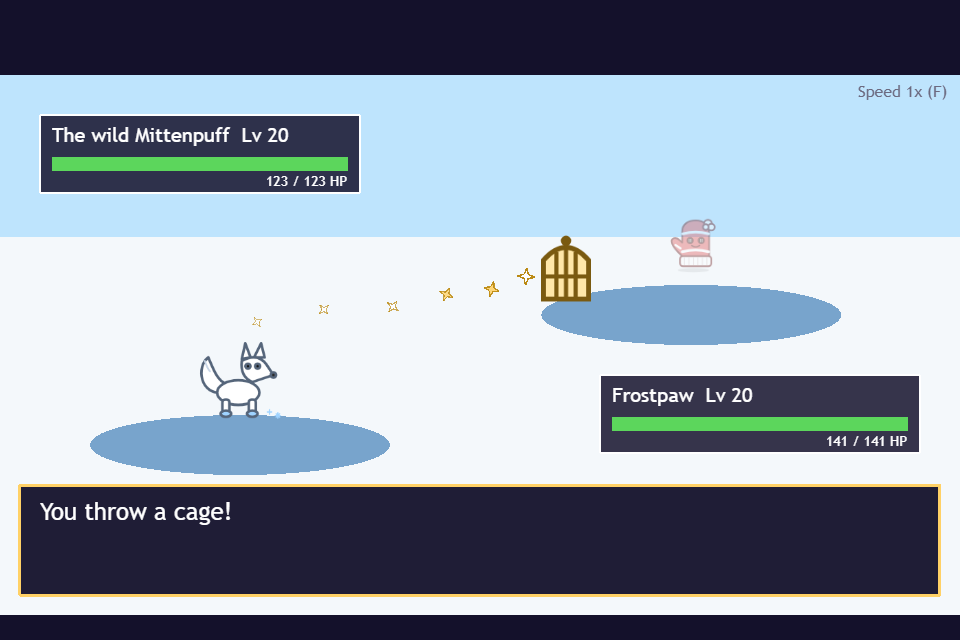 Speed 1x (F)
The wild Mittenpuff Lv 20
123 / 123 HP
Frostpaw Lv 20
141 / 141 HP
You throw a cage!